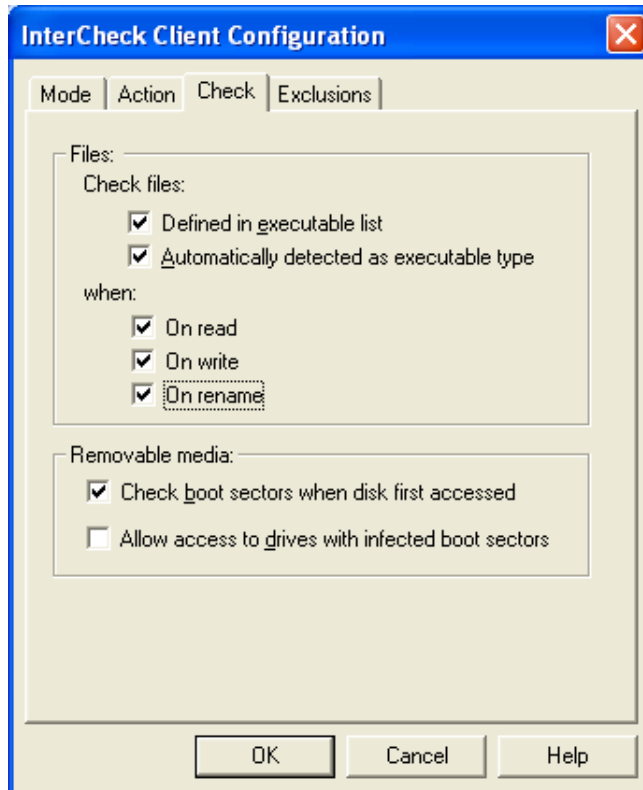 InterCheck Client Configuration
Mode Action Check Exclusions
Files:
Check files:
Defined in executable list
Automatically detected as executable type
when:
On read
On write
On rename
Removable media:
Check boot sectors when disk first accessed
Allow access to drives with infected boot sectors
OK Cancel Help